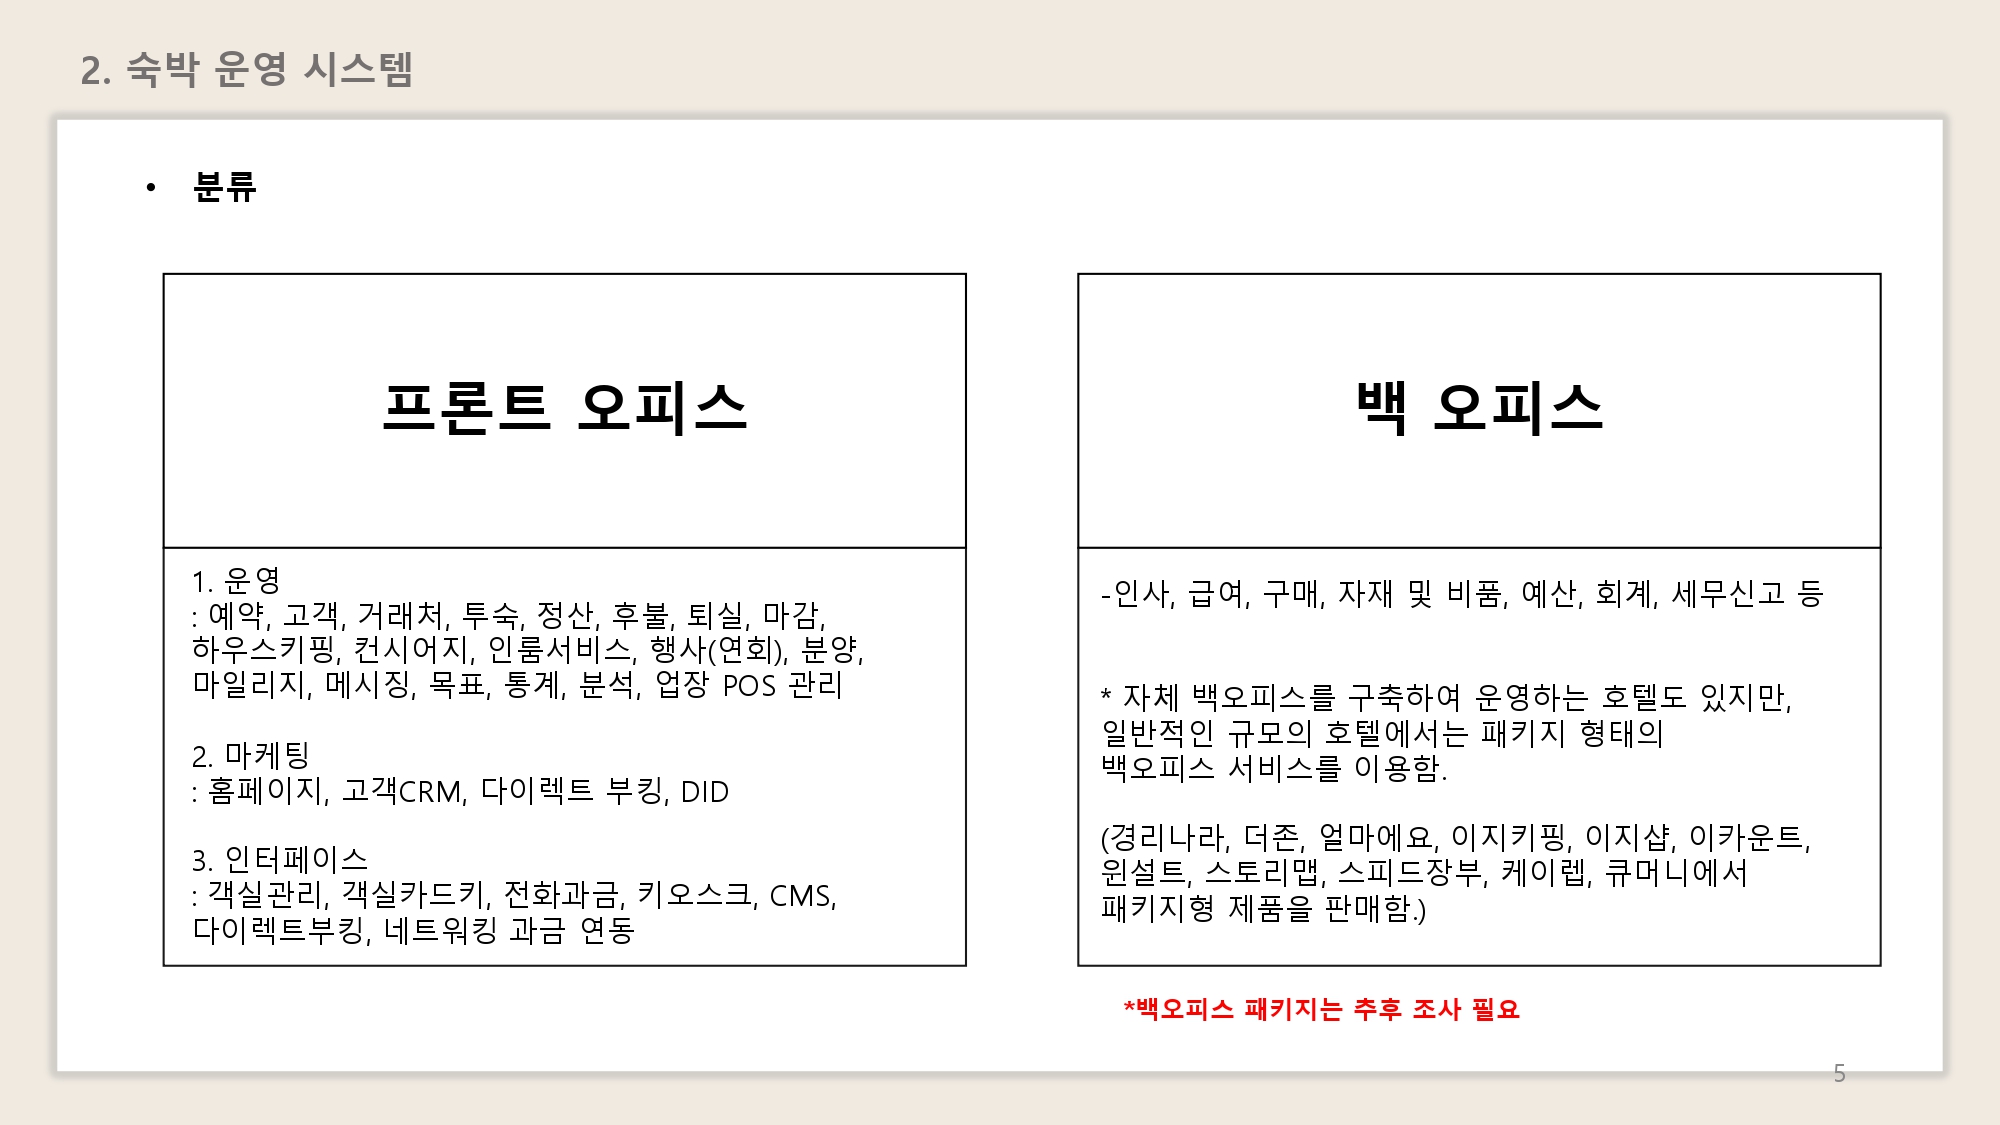 2. 숙박 운영 시스템
• 분류
프론트 오피스
1. 운영
: 예약, 고객, 거래처, 투숙, 정산, 후불, 퇴실, 마감,
하우스키핑, 컨시어지, 인룸서비스, 행사(연회), 분양,
마일리지, 메시징, 목표, 통계, 분석, 업장 POS 관리
2. 마케팅
: 홈페이지, 고객CRM, 다이렉트 부킹, DID
3. 인터페이스
: 객실관리, 객실카드키, 전화과금, 키오스크, CMS,
다이렉트부킹, 네트워킹 과금 연동
백 오피스
-인사, 급여, 구매, 자재 및 비품, 예산, 회계, 세무신고 등
* 자체 백오피스를 구축하여 운영하는 호텔도 있지만,
일반적인 규모의 호텔에서는 패키지 형태의
백오피스 서비스를 이용함.
(경리나라, 더존, 얼마에요, 이지키핑, 이지샵, 이카운트,
윈설트, 스토리맵, 스피드장부, 케이렙, 큐머니에서
패키지형 제품을 판매함.)
*백오피스 패키지는 추후 조사 필요
5